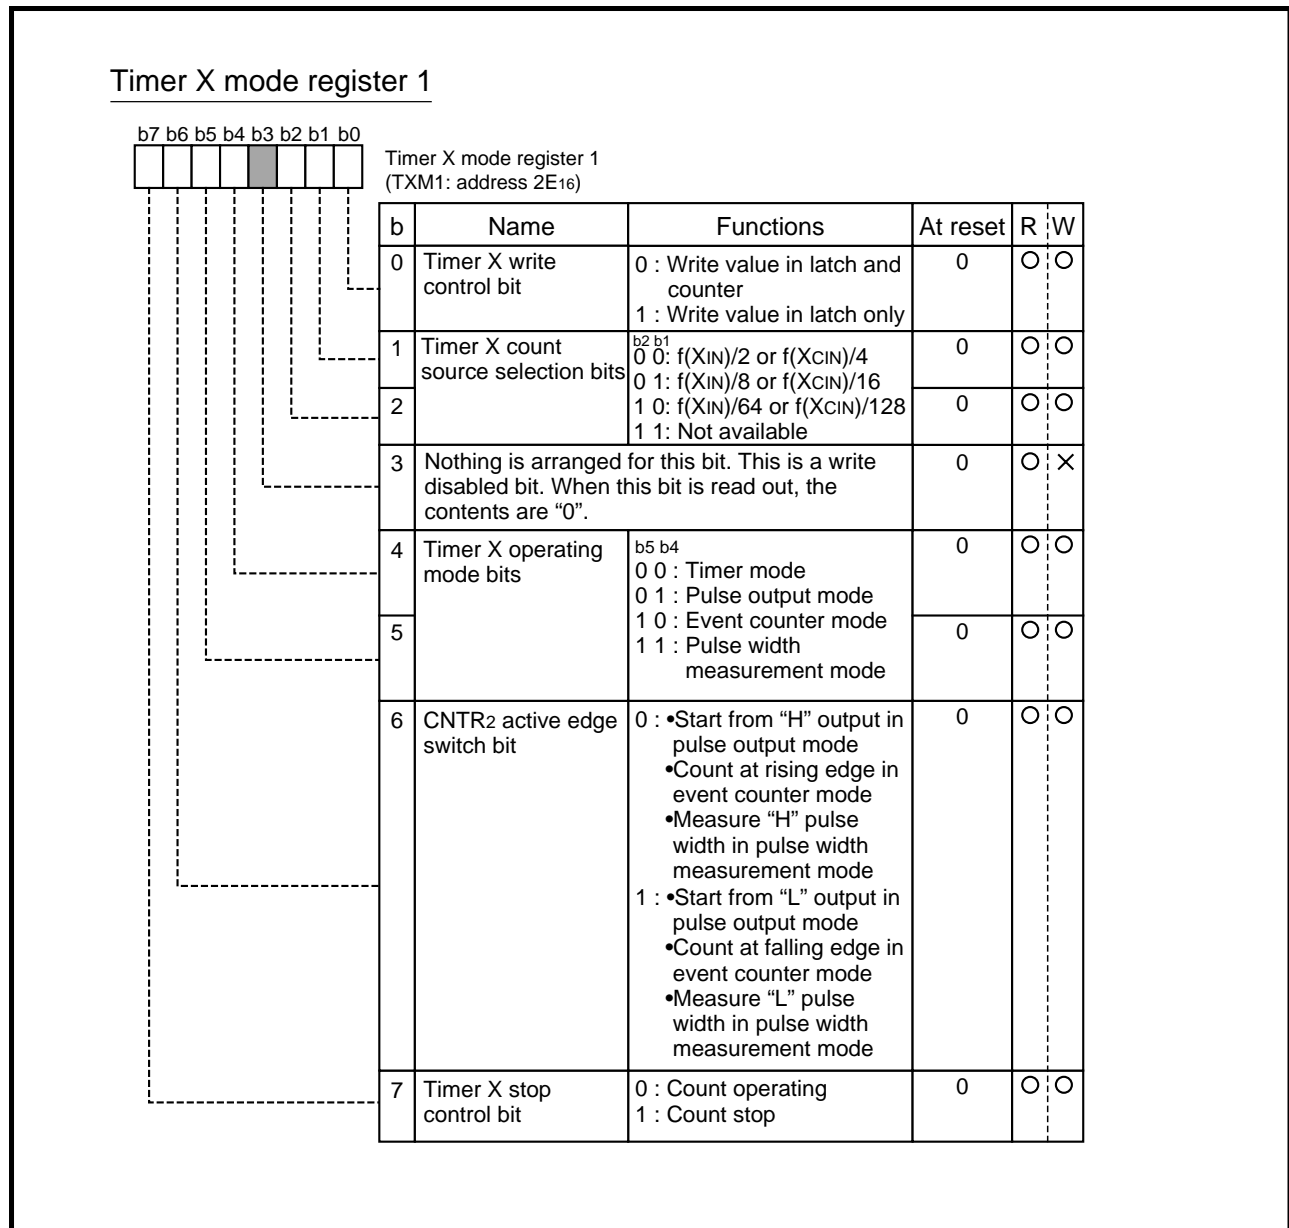 Timer X mode register 1
b7 b6 b5 b4 b3 b2 b1 b0
Timer X mode register 1
(TXM1: address 2E16)
b Name Functions At reset R W
0 Timer X write control bit
0 : Write value in latch and
counter
1 : Write value in latch only
0 O O
1 Timer X count
source selection bits
b2 b1
0 0: f(XIN)/2 or f(XCIN)/4
0 1: f(XIN)/8 or f(XCIN)/16
1 0: f(XIN)/64 or f(XCIN)/128
1 1: Not available
0 O O
2
0 O O
3 Nothing is arranged for this bit. This is a write
disabled bit. When this bit is read out, the
contents are “0”.
0 O ×
4 Timer X operating
mode bits
b5 b4
0 0 : Timer mode
0 1 : Pulse output mode
1 0 : Event counter mode
1 1 : Pulse width
measurement mode
0 O O
5
0 O O
6 CNTR2 active edge
switch bit
0 : •Start from “H” output in
pulse output mode
•Count at rising edge in
event counter mode
•Measure “H” pulse
width in pulse width
measurement mode
1 : •Start from “L” output in
pulse output mode
•Count at falling edge in
event counter mode
•Measure “L” pulse
width in pulse width
measurement mode
0 O O
7 Timer X stop
control bit
0 : Count operating
1 : Count stop
0 O O